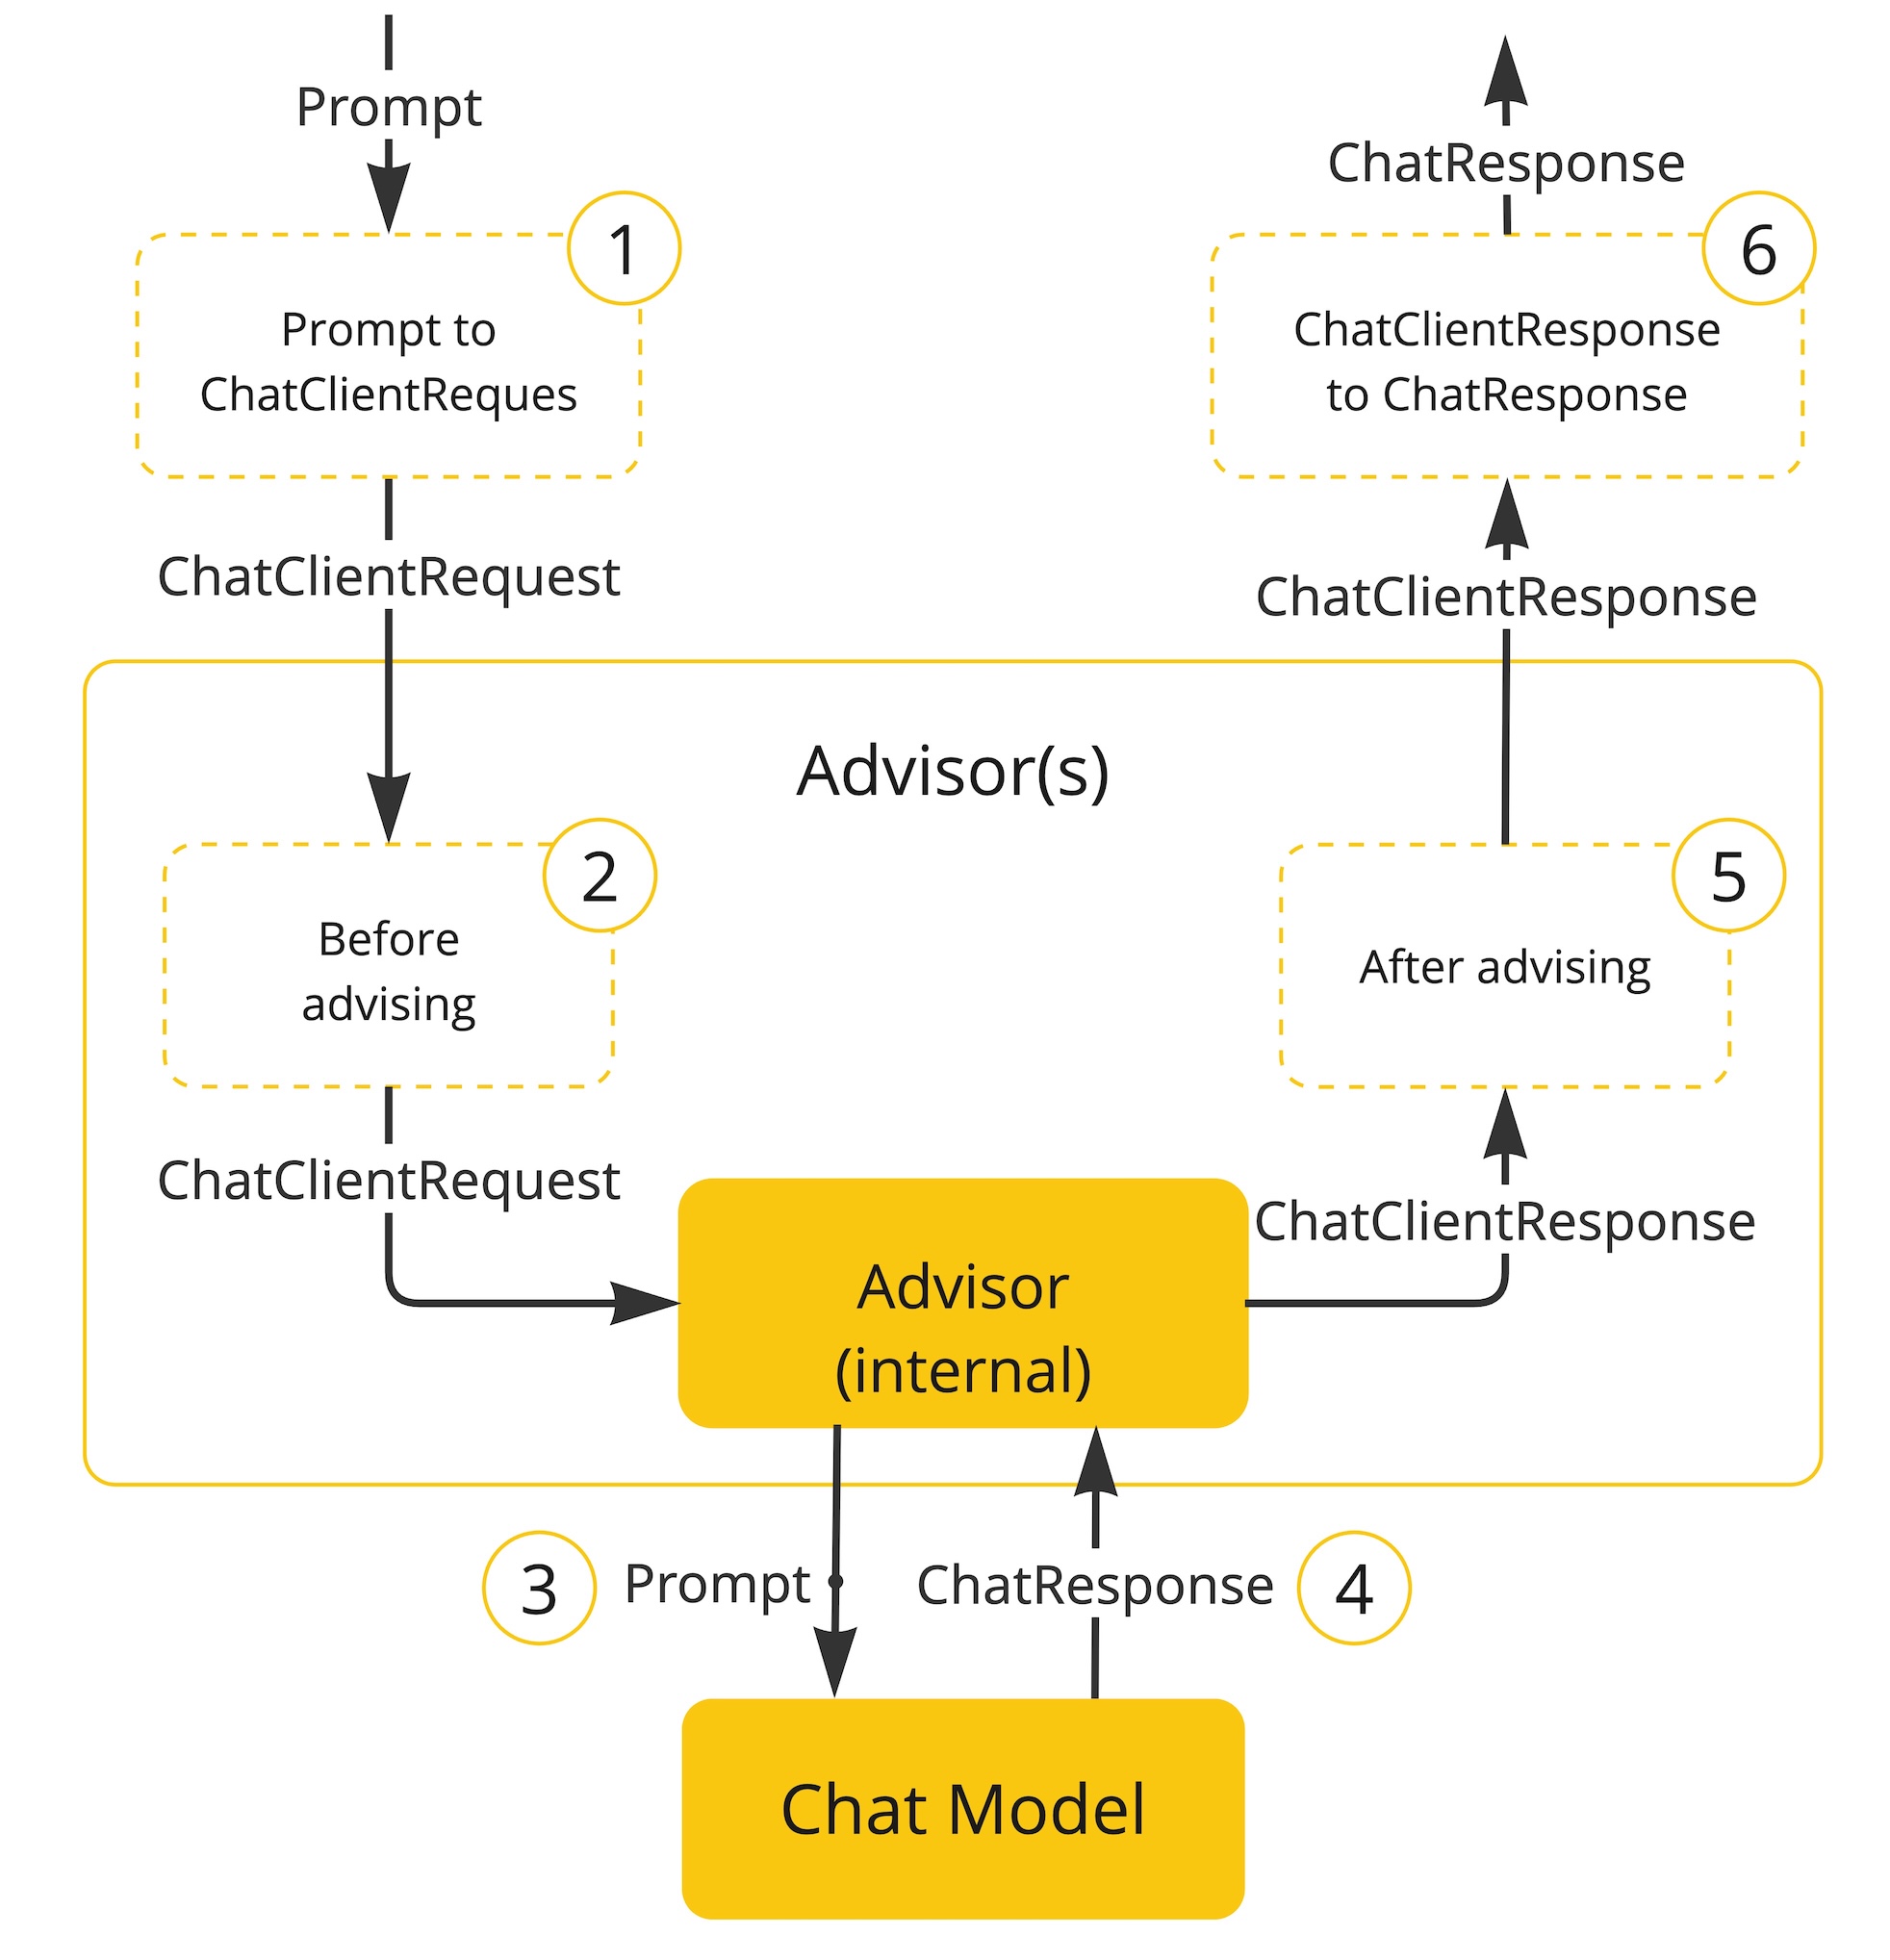 Prompt
ChatResponse
1
6
Prompt to
ChatClientReques
ChatClientResponse
to ChatResponse
ChatClientRequest
ChatClientResponse
Advisor(s)
2
5
Before
advising
After advising
ChatClientRequest
ChatClientResponse
Advisor
(internal)
3
Prompt
ChatResponse
4
Chat Model